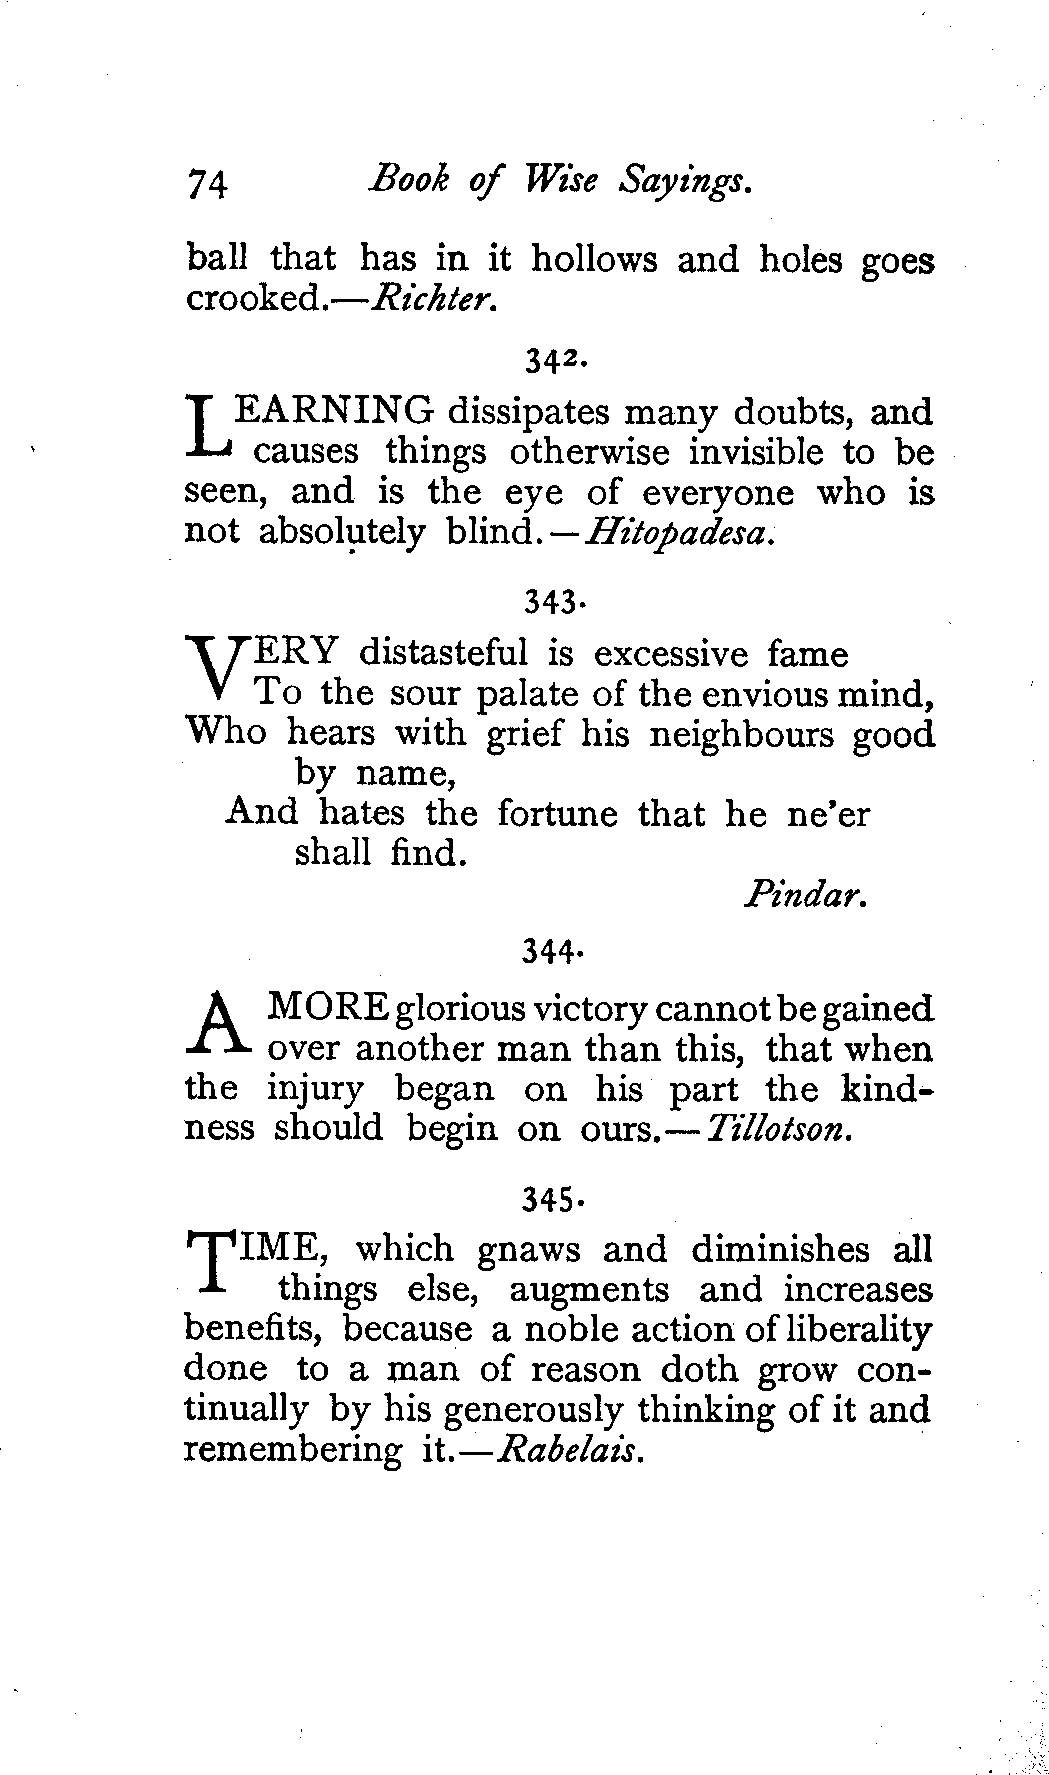 74 Book of Wise Sayings.
ball that has in it hollows and holes goes
crooked.—Richter.
342.
LEARNING dissipates many doubts, and
causes things otherwise invisible to be
seen, and is the eye of everyone who is
not absolutely blind.—Hitopadesa.
343.
VERY distasteful is excessive fame
To the sour palate of the envious mind,
Who hears with grief his neighbours good
by name,
And hates the fortune that he ne'er
shall find.
Pindar.
344.
A MORE glorious victory cannot be gained
over another man than this, that when
the injury began on his part the kind-
ness should begin on ours.—Tillotson.
345.
TIME, which gnaws and diminishes all
things else, augments and increases
benefits, because a noble action of liberality
done to a man of reason doth grow con-
tinually by his generously thinking of it and
remembering it.—Rabelais.